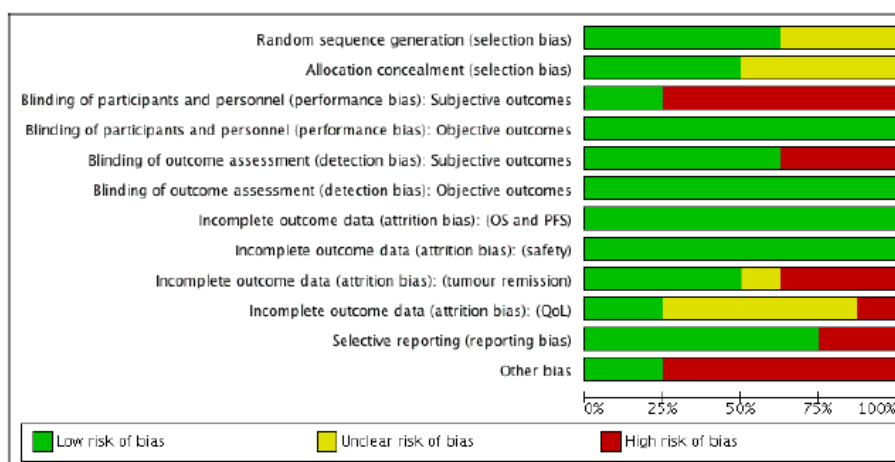 Random sequence generation (selection bias)
Allocation concealment (selection bias)
Blinding of participants and personnel (performance bias): Subjective outcomes
Blinding of participants and personnel (performance bias): Objective outcomes
Blinding of outcome assessment (detection bias): Subjective outcomes
Blinding of outcome assessment (detection bias): Objective outcomes
Incomplete outcome data (attrition bias): (OS and PFS)
Incomplete outcome data (attrition bias): (safety)
Incomplete outcome data (attrition bias): (tumour remission)
Incomplete outcome data (attrition bias): (QoL)
Selective reporting (reporting bias)
Other bias
0% 25% 50% 75% 100%
Low risk of bias Unclear risk of bias High risk of bias